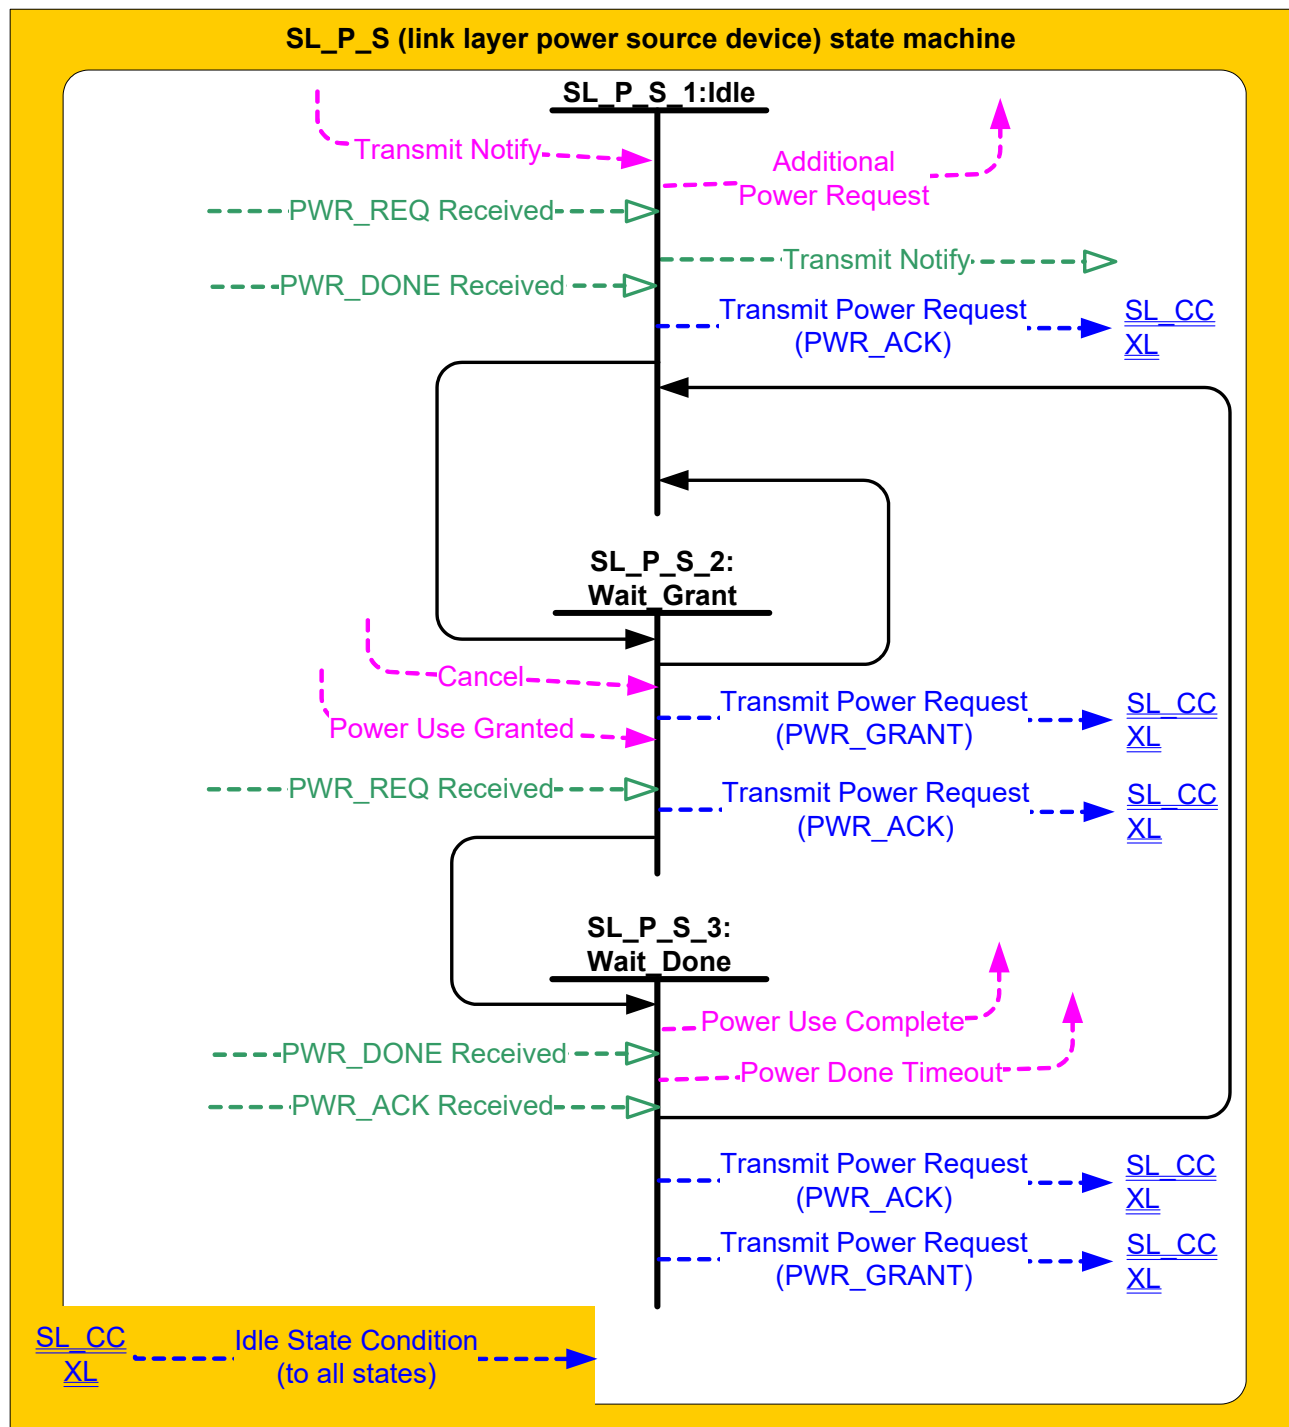 SL_P_S (link layer power source device) state machine
SL_P_S_1:Idle
Transmit Notify
Additional
Power Request
PWR_REQ Received
Transmit Notify
PWR_DONE Received
Transmit Power Request
(PWR_ACK)
SL_CC
XL
SL_P_S_2:
Wait_Grant
Cancel
Power Use Granted
Transmit Power Request
(PWR_GRANT)
SL_CC
XL
PWR_REQ Received
Transmit Power Request
(PWR_ACK)
SL_CC
XL
SL_P_S_3:
Wait_Done
Power Use Complete
PWR_DONE Received
Power Done Timeout
PWR_ACK Received
Transmit Power Request
(PWR_ACK)
SL_CC
XL
Transmit Power Request
(PWR_GRANT)
SL_CC
XL
SL_CC
XL
Idle State Condition
(to all states)